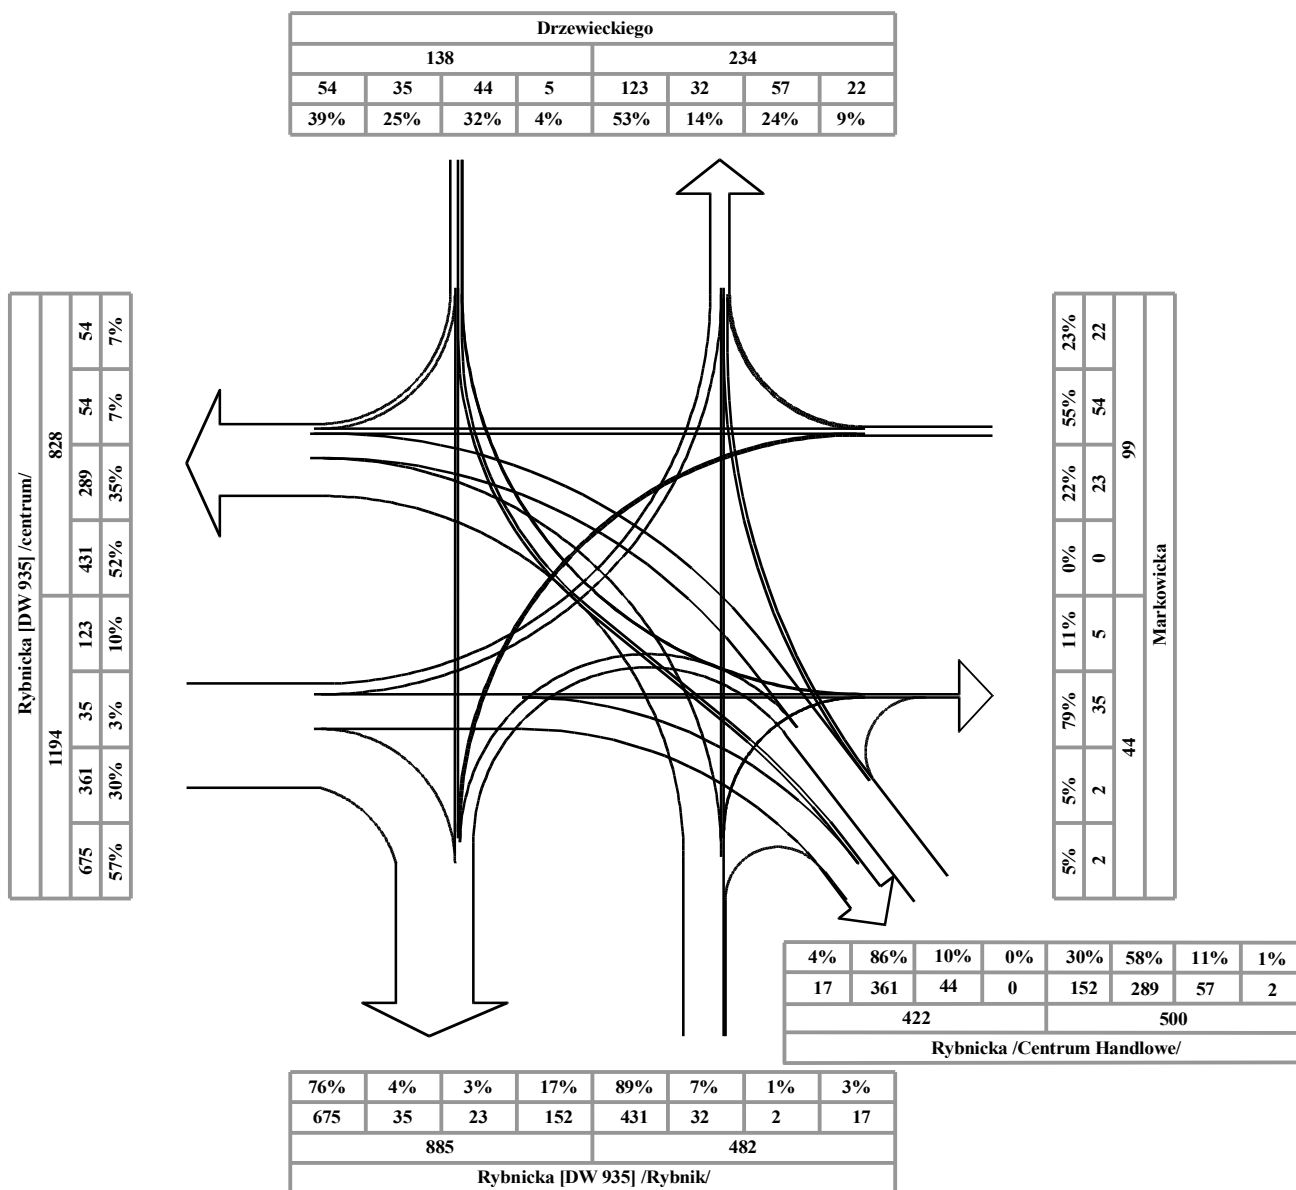 Drzewieckiego
138 234
54 35 44 5 123 32 57 22
39% 25% 32% 4% 53% 14% 24% 9%
Rybnicka [DW 935] /centrum/
1194 828
675 361 35 123 431 289 54 54
57% 30% 3% 10% 52% 35% 7% 7%
23% 55% 22% 0% 11% 79% 5% 5%
22 54 23 0 5 35 2 2
99 44
Markowicka
4% 86% 10% 0% 30% 58% 11% 1%
17 361 44 0 152 289 57 2
422 500
Rybnicka /Centrum Handlowe/
76% 4% 3% 17% 89% 7% 1% 3%
675 35 23 152 431 32 2 17
885 482
Rybnicka [DW 935] /Rybnik/